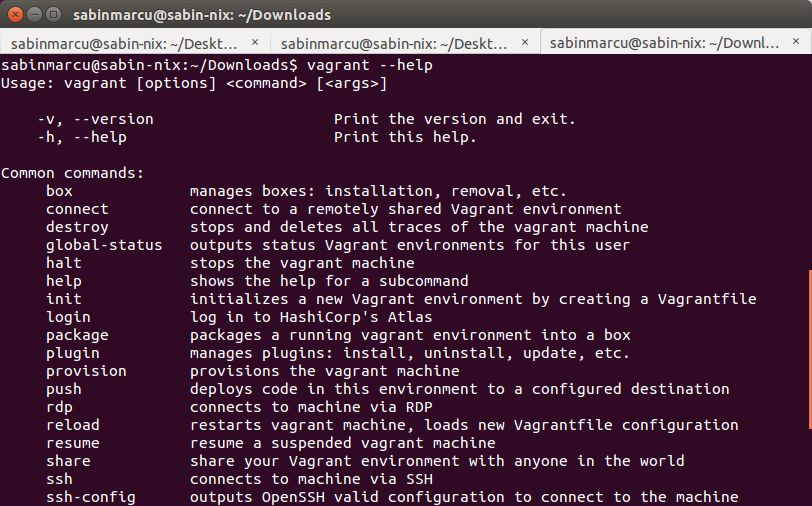 sabinmarcu@sabin-nix: ~/Downloads
sabinmarcu@sabin-nix: ~/Deskt... × sabinmarcu@sabin-nix: ~/Deskt... × sabinmarcu@sabin-nix: ~/Downl... ×
sabinmarcu@sabin-nix:~/Downloads$ vagrant --help
Usage: vagrant [options] <command> [<args>]
-v, --version Print the version and exit.
-h, --help Print this help.
Common commands:
box manages boxes: installation, removal, etc.
connect connect to a remotely shared Vagrant environment
destroy stops and deletes all traces of the vagrant machine
global-status outputs status Vagrant environments for this user
halt stops the vagrant machine
help shows the help for a subcommand
init initializes a new Vagrant environment by creating a Vagrantfile
login log in to HashiCorp's Atlas
package packages a running vagrant environment into a box
plugin manages plugins: install, uninstall, update, etc.
provision provisions the vagrant machine
push deploys code in this environment to a configured destination
rdp connects to machine via RDP
reload restarts vagrant machine, loads new Vagrantfile configuration
resume resume a suspended vagrant machine
share share your Vagrant environment with anyone in the world
ssh connects to machine via SSH
ssh-config outputs OpenSSH valid configuration to connect to the machine